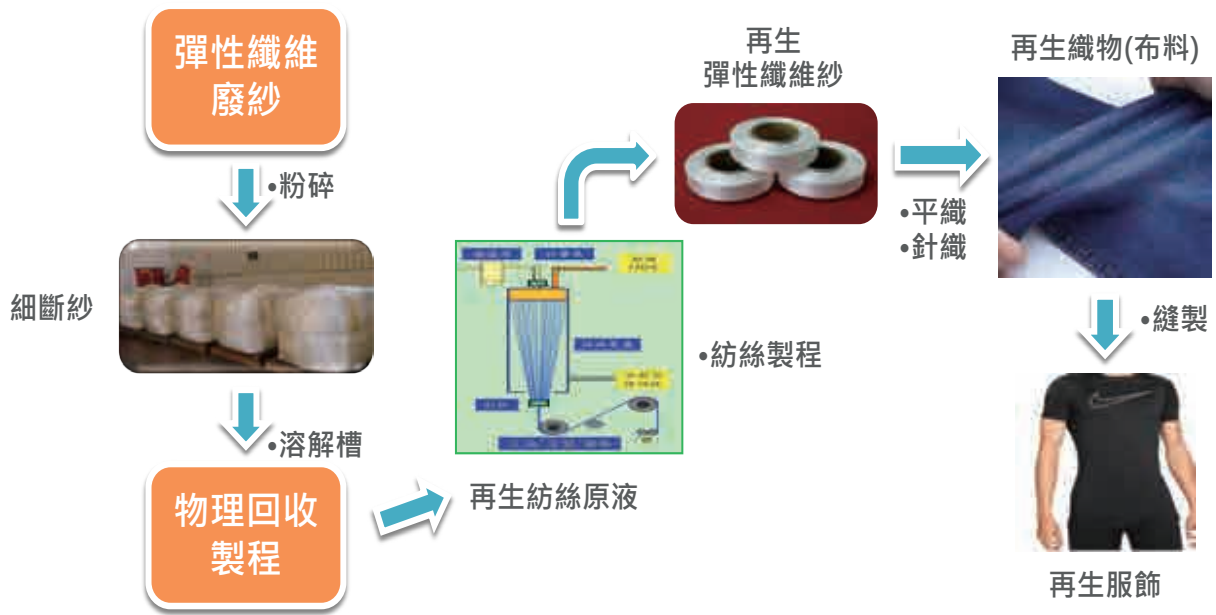 彈性纖維
廢紗
•粉碎
細斷紗
•溶解槽
物理回收
製程
再生紡絲原液
•紡絲製程
再生
彈性纖維紗
•平織
•針織
再生織物(布料)
•縫製
再生服飾